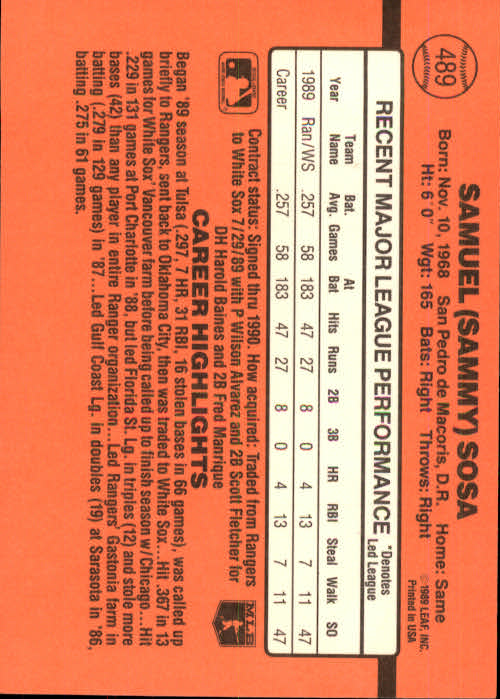 489
SAMUEL (SAMMY) SOSA
Born: Nov. 10, 1968 San Pedro de Macoris, D.R. Home: Same
Ht: 6' 0" Wgt: 165 Bats: Right Throws: Right
©1989 LEAF, INC.
Printed in USA
RECENT MAJOR LEAGUE PERFORMANCE
*Denotes
Led League
Year Team Name Bat. Avg. Games At Bat Hits Runs 2B 3B HR RBI Steal Walk SO
1989 Ran/WS .257 58 183 47 27 8 0 4 13 7 11 47
Career .257 58 183 47 27 8 0 4 13 7 11 47
Contract status: Signed thru 1990. How acquired: Traded from Rangers
to White Sox 7/29/89 with P Wilson Alvarez and 2B Scott Fletcher for
DH Harold Baines and 2B Fred Manrique
MLB
CAREER HIGHLIGHTS
Began '89 season at Tulsa (.297, 7 HR, 31 RBI, 16 stolen bases in 66 games), was called up
briefly to Rangers, sent back to Oklahoma City, then was traded to White Sox...Hit .367 in 13
games for White Sox' Vancouver farm before being called up to finish season w/Chicago...Hit
.229 in 131 games at Port Charlotte in '88, but led Florida St. Lg. in triples (12) and stole more
bases (42) than any player in entire Ranger organization...Led Rangers' Gastonia farm in
batting (.279 in 129 games) in '87...Led Gulf Coast Lg. in doubles (19) at Sarasota in '86,
batting .275 in 61 games.